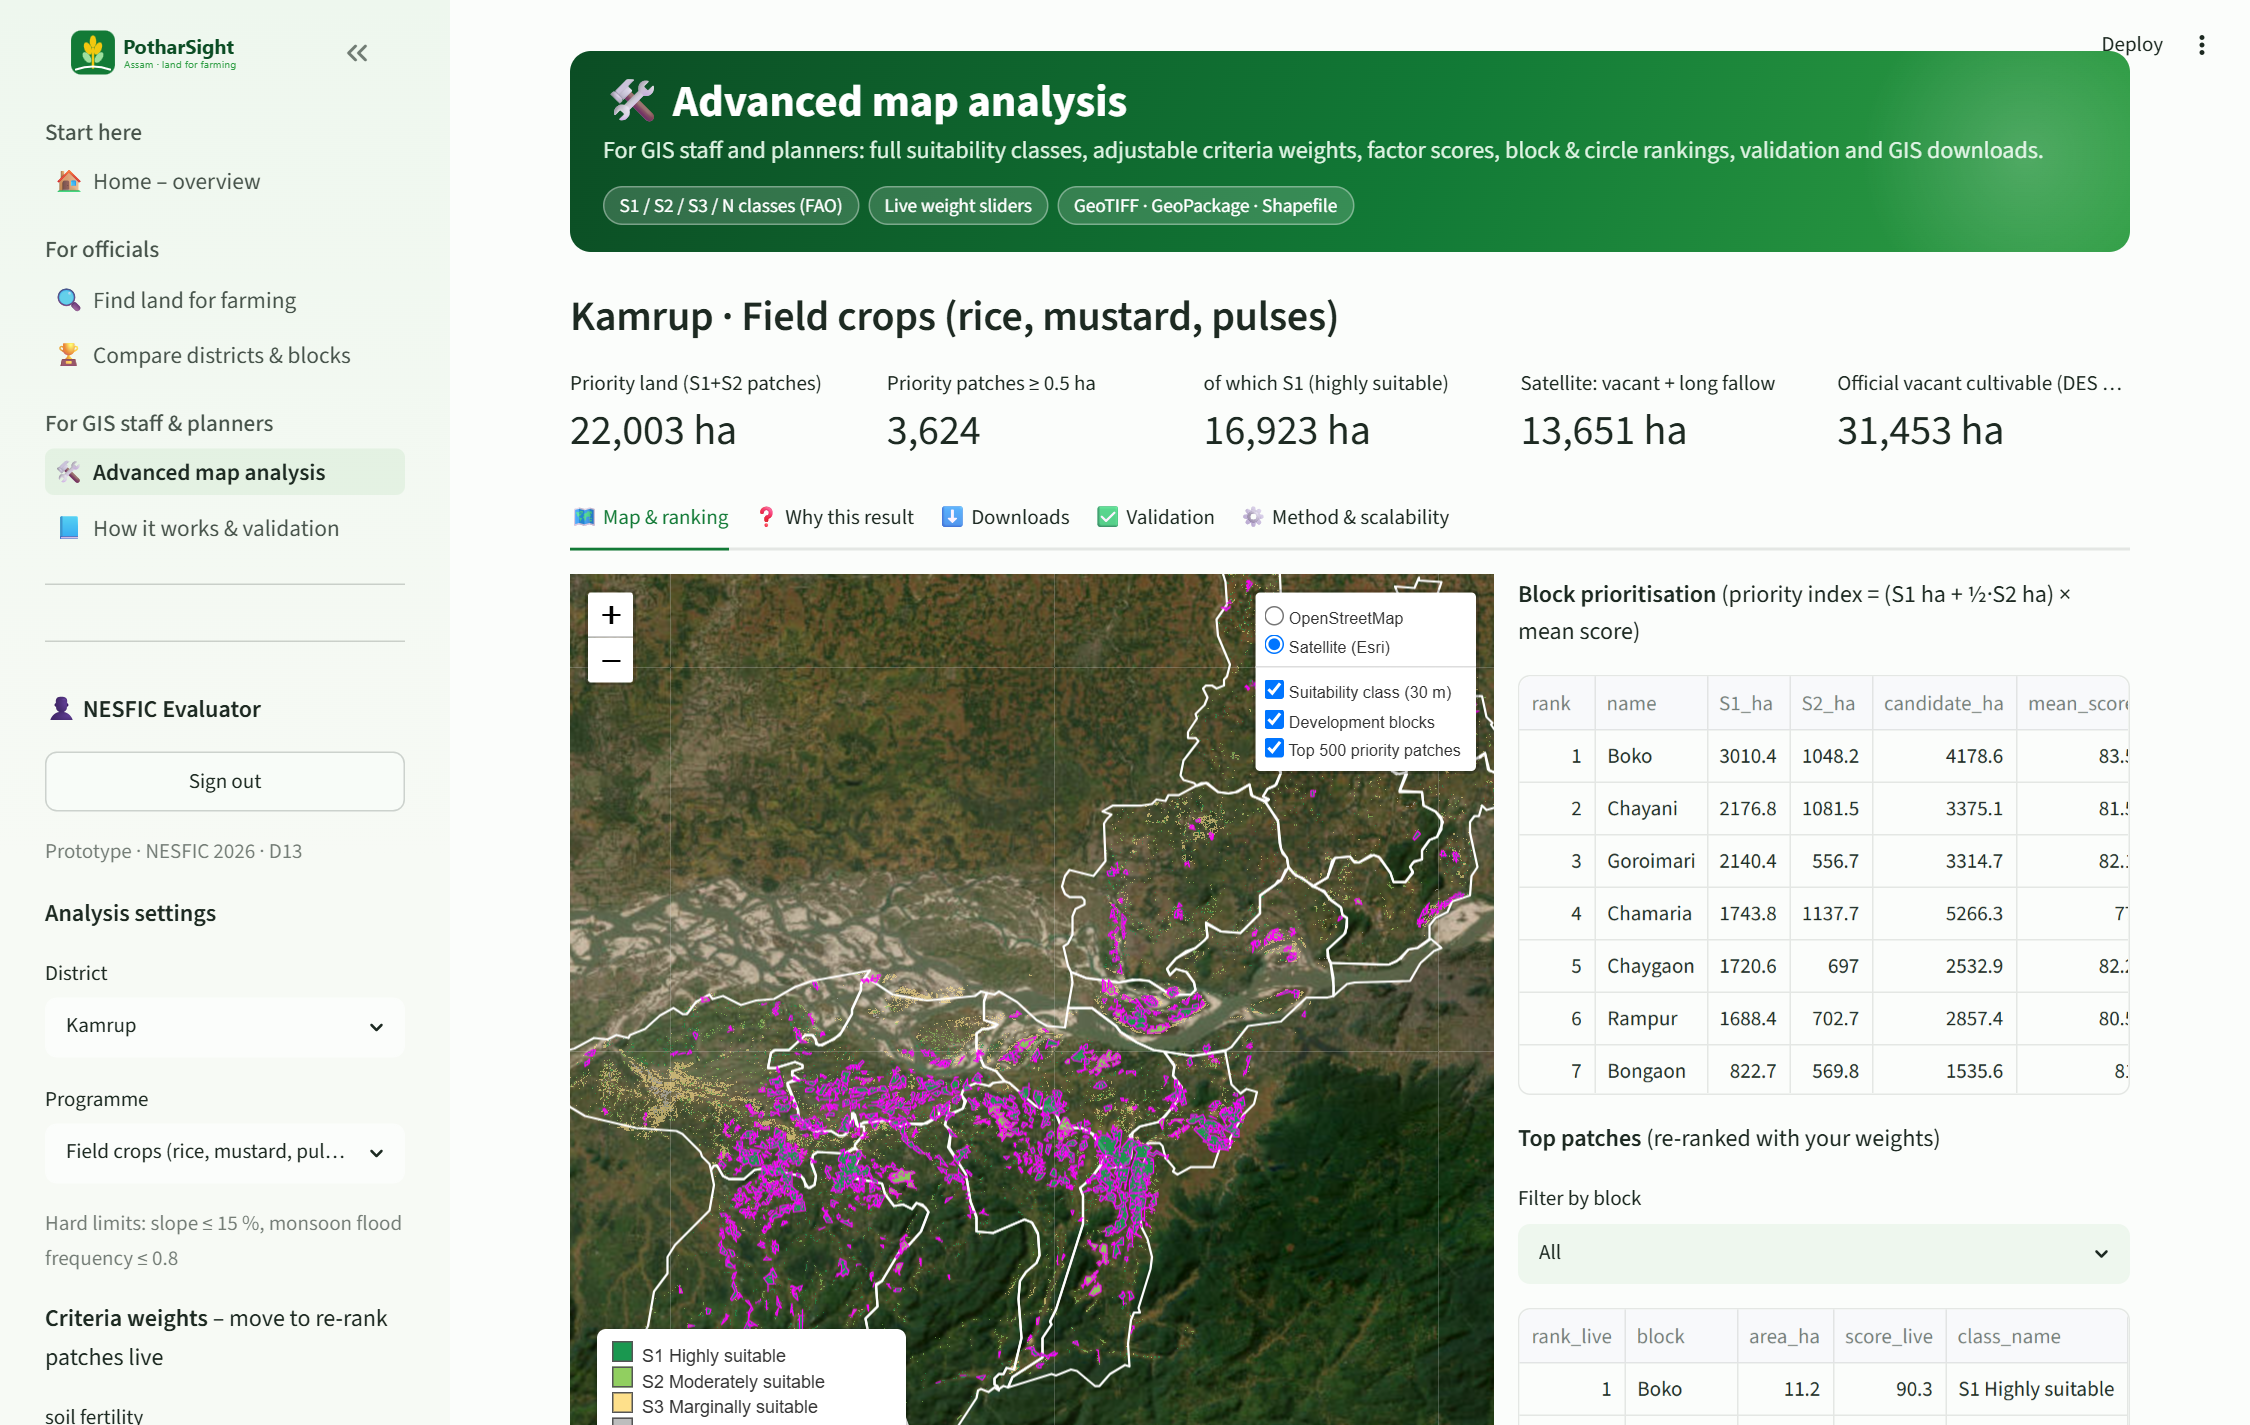 PotharSight
Assam · land for farming
Start here
Home – overview
For officials
Find land for farming
Compare districts & blocks
For GIS staff & planners
Advanced map analysis
How it works & validation
NESFIC Evaluator
Sign out
Prototype · NESFIC 2026 · D13
Analysis settings
District
Kamrup
Programme
Field crops (rice, mustard, pul...
Hard limits: slope ≤ 15 %, monsoon flood
frequency ≤ 0.8
Criteria weights – move to re-rank
patches live
soil fertility
Deploy
Advanced map analysis
For GIS staff and planners: full suitability classes, adjustable criteria weights, factor scores, block & circle rankings, validation and GIS downloads.
S1 / S2 / S3 / N classes (FAO) Live weight sliders GeoTIFF · GeoPackage · Shapefile
Kamrup · Field crops (rice, mustard, pulses)
Priority land (S1+S2 patches) Priority patches ≥ 0.5 ha of which S1 (highly suitable) Satellite: vacant + long fallow Official vacant cultivable (DES ...
22,003 ha 3,624 16,923 ha 13,651 ha 31,453 ha
Map & ranking Why this result Downloads Validation Method & scalability
+
−
OpenStreetMap
Satellite (Esri)
Suitability class (30 m)
Development blocks
Top 500 priority patches
S1 Highly suitable
S2 Moderately suitable
S3 Marginally suitable
Block prioritisation (priority index = (S1 ha + ½·S2 ha) ×
mean score)
rank name S1_ha S2_ha candidate_ha mean_score
1 Boko 3010.4 1048.2 4178.6 83.
2 Chayani 2176.8 1081.5 3375.1 81.
3 Goroimari 2140.4 556.7 3314.7 82.
4 Chamaria 1743.8 1137.7 5266.3 7
5 Chaygaon 1720.6 697 2532.9 82.
6 Rampur 1688.4 702.7 2857.4 80.
7 Bongaon 822.7 569.8 1535.6 8
Top patches (re-ranked with your weights)
Filter by block
All
rank_live block area_ha score_live class_name
1 Boko 11.2 90.3 S1 Highly suitable